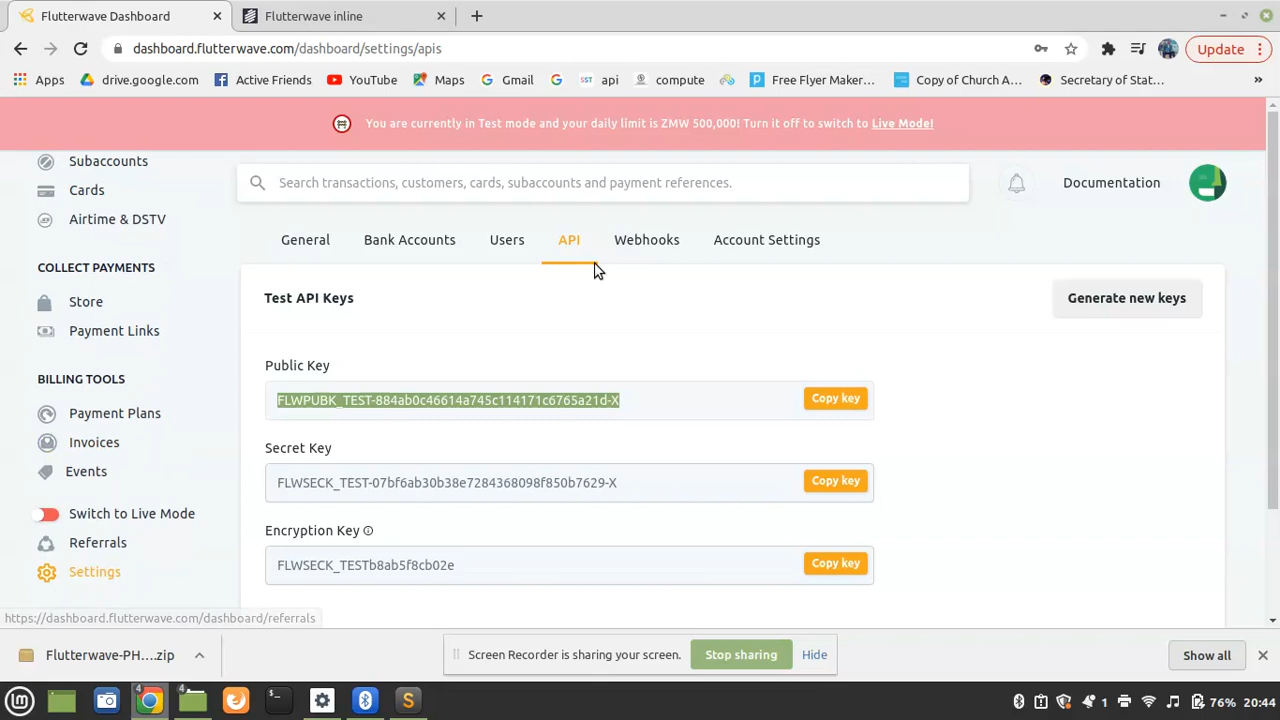 Flutterwave Dashboard
Flutterwave inline
dashboard.flutterwave.com/dashboard/settings/apis
Update
Apps
drive.google.com
Active Friends
YouTube
Maps
Gmail
api
compute
Free Flyer Maker...
Copy of Church A...
Secretary of Stat...
»
You are currently in Test mode and your daily limit is ZMW 500,000! Turn it off to switch to Live Mode!
Subaccounts
Cards
Airtime & DSTV
COLLECT PAYMENTS
Store
Payment Links
BILLING TOOLS
Payment Plans
Invoices
Events
Switch to Live Mode
Referrals
Settings
Search transactions, customers, cards, subaccounts and payment references.
Documentation
General
Bank Accounts
Users
API
Webhooks
Account Settings
Test API Keys
Generate new keys
Public Key
FLWPUBK_TEST-884ab0c46614a745c114171c6765a21d-X
Copy key
Secret Key
FLWSECK_TEST-07bf6ab30b38e7284368098f850b7629-X
Copy key
Encryption Key
FLWSECK_TESTb8ab5f8cb02e
Copy key
https://dashboard.flutterwave.com/dashboard/referrals
Flutterwave-PH....zip
Screen Recorder is sharing your screen.
Stop sharing
Hide
Show all
4
4
1
76%
20:44